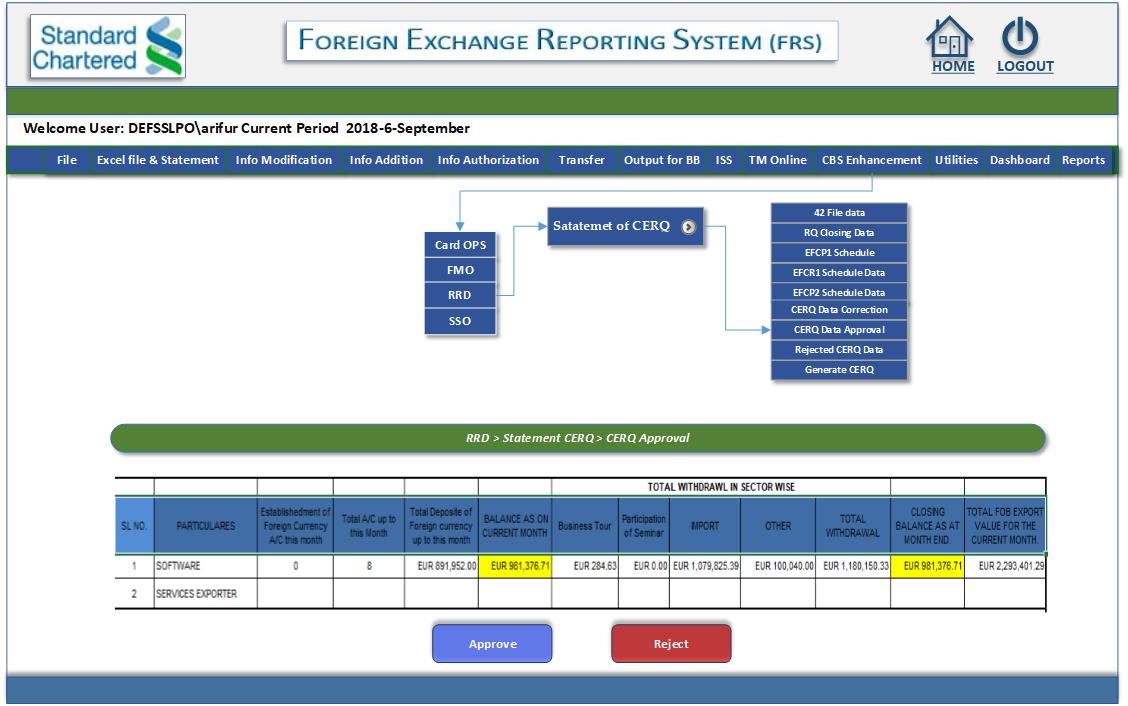 Standard
Chartered
FOREIGN EXCHANGE REPORTING SYSTEM (FRS)
HOME
LOGOUT
Welcome User: DEFSSLPO\arifur Current Period 2018-6-September
File Excel file & Statement Info Modification Info Addition Info Authorization Transfer Output for BB ISS TM Online CBS Enhancement Utilities Dashboard Reports
Card OPS
FMO
RRD
SSO
Satatemet of CERQ
42 File data
RQ Closing Data
EFCP1 Schedule
EFCR1 Schedule Data
EFCP2 Schedule Data
CERQ Data Correction
CERQ Data Approval
Rejected CERQ Data
Generate CERQ
RRD > Statement CERQ > CERQ Approval
TOTAL WITHDRAWL IN SECTOR WISE
SL NO.
PARTICULARES
Establishedment of
Foreign Currency
A/C this month
Total A/C up to
this Month
Total Deposite of
Foreign currency
up to this month
BALANCE AS ON
CURRENT MONTH
Business Tour
Participation
of Seminar
IMPORT
OTHER
TOTAL
WITHDRAWAL
CLOSING
BALANCE AS AT
MONTH END.
TOTAL FOB EXPORT
VALUE FOR THE
CURRENT MONTH.
1 SOFTWARE 0 8 EUR 891,952.00 EUR 981,376.71 EUR 284.63 EUR 0.00 EUR 1,079,825.39 EUR 100,040.00 EUR 1,180,150.33 EUR 981,376.71 EUR 2,293,401.29
2 SERVICES EXPORTER
Approve
Reject